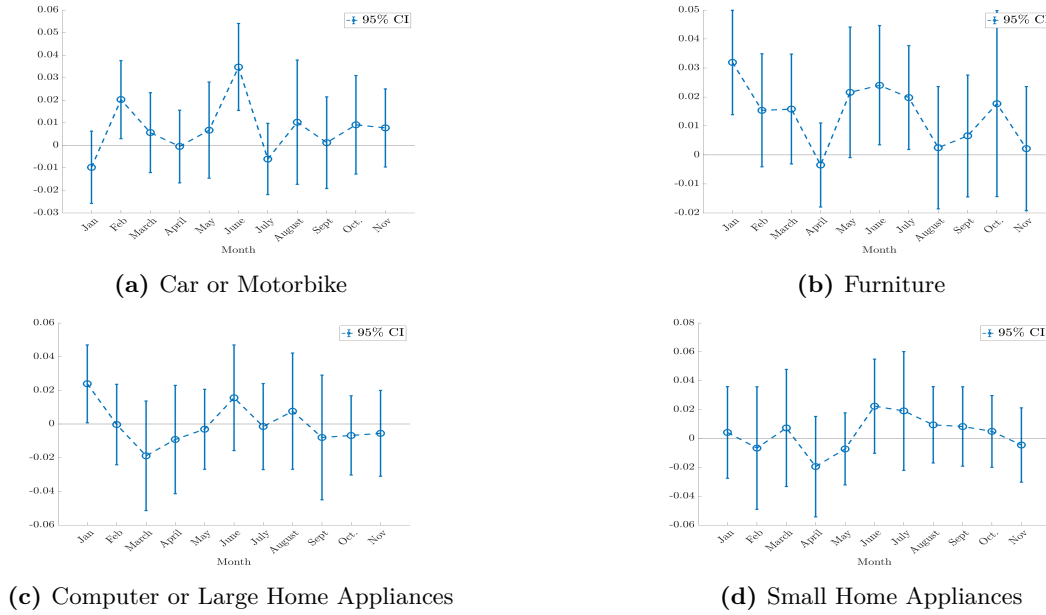 0.06
0.05
0.04
0.03
0.02
0.01
0
-0.01
-0.02
-0.03
95% CI
Jan
Feb
March
April
May
June
July
August
Sept
Oct.
Nov
Month
(a) Car or Motorbike
0.05
0.04
0.03
0.02
0.01
0
-0.01
-0.02
95% CI
Jan
Feb
March
April
May
June
July
August
Sept
Oct.
Nov
Month
(b) Furniture
0.06
0.04
0.02
0
-0.02
-0.04
-0.06
95% CI
Jan
Feb
March
April
May
June
July
August
Sept
Oct.
Nov
Month
(c) Computer or Large Home Appliances
0.08
0.06
0.04
0.02
0
-0.02
-0.04
-0.06
95% CI
Jan
Feb
March
April
May
June
July
August
Sept
Oct.
Nov
Month
(d) Small Home Appliances